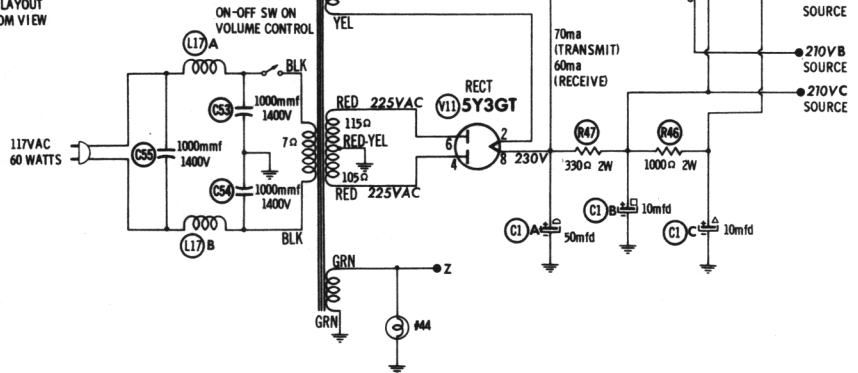 LAYOUT
OM VIEW
ON-OFF SW ON
VOLUME CONTROL
YEL
SOURCE
L17 A
BLK
70ma
(TRANSMIT)
60ma
(RECEIVE)
210V B
SOURCE
210V C
SOURCE
RECT
V11 5Y3GT
C53
1000mmf
1400V
RED 225VAC
115Ω
RED-YEL
7Ω
117VAC
60 WATTS
C55
1000mmf
1400V
6
4
2
8
230V
R47
330Ω 2W
R46
1000Ω 2W
C54
1000mmf
1400V
105Ω
RED 225VAC
L17 B
BLK
C1 A
50mfd
C1 B
10mfd
C1 C
10mfd
GRN
Z
GRN
#44